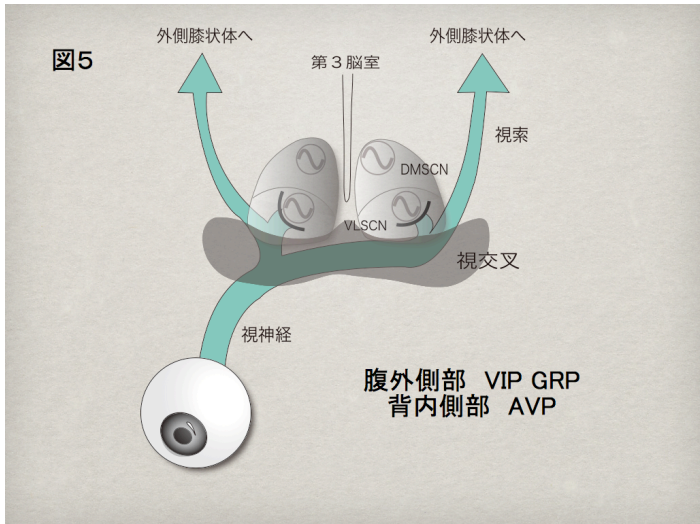 図5
外側膝状体へ
外側膝状体へ
第3脳室
視索
DMSCN
VLSCN
視交叉
視神経
腹外側部 VIP GRP
背内側部 AVP